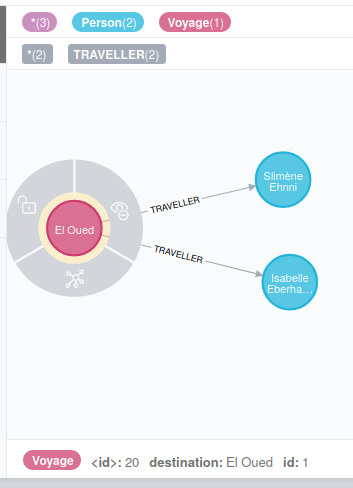 *(3) Person(2) Voyage(1)
*(2) TRAVELLER(2)
Slimène
Ehnni
TRAVELLER
El Oued
TRAVELLER
Isabelle
Eberha…
Voyage <id>: 20 destination: El Oued id: 1